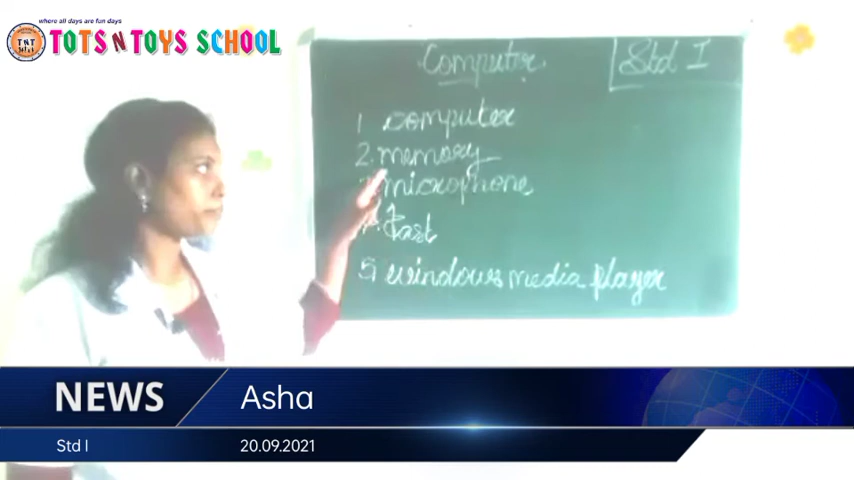 where all days are fun days
TNT
TOTS N TOYS SCHOOL
Computer
Std I
1 computer
2. memory
microphone
fast
5 windows media player
NEWS
Asha
Std I
20.09.2021